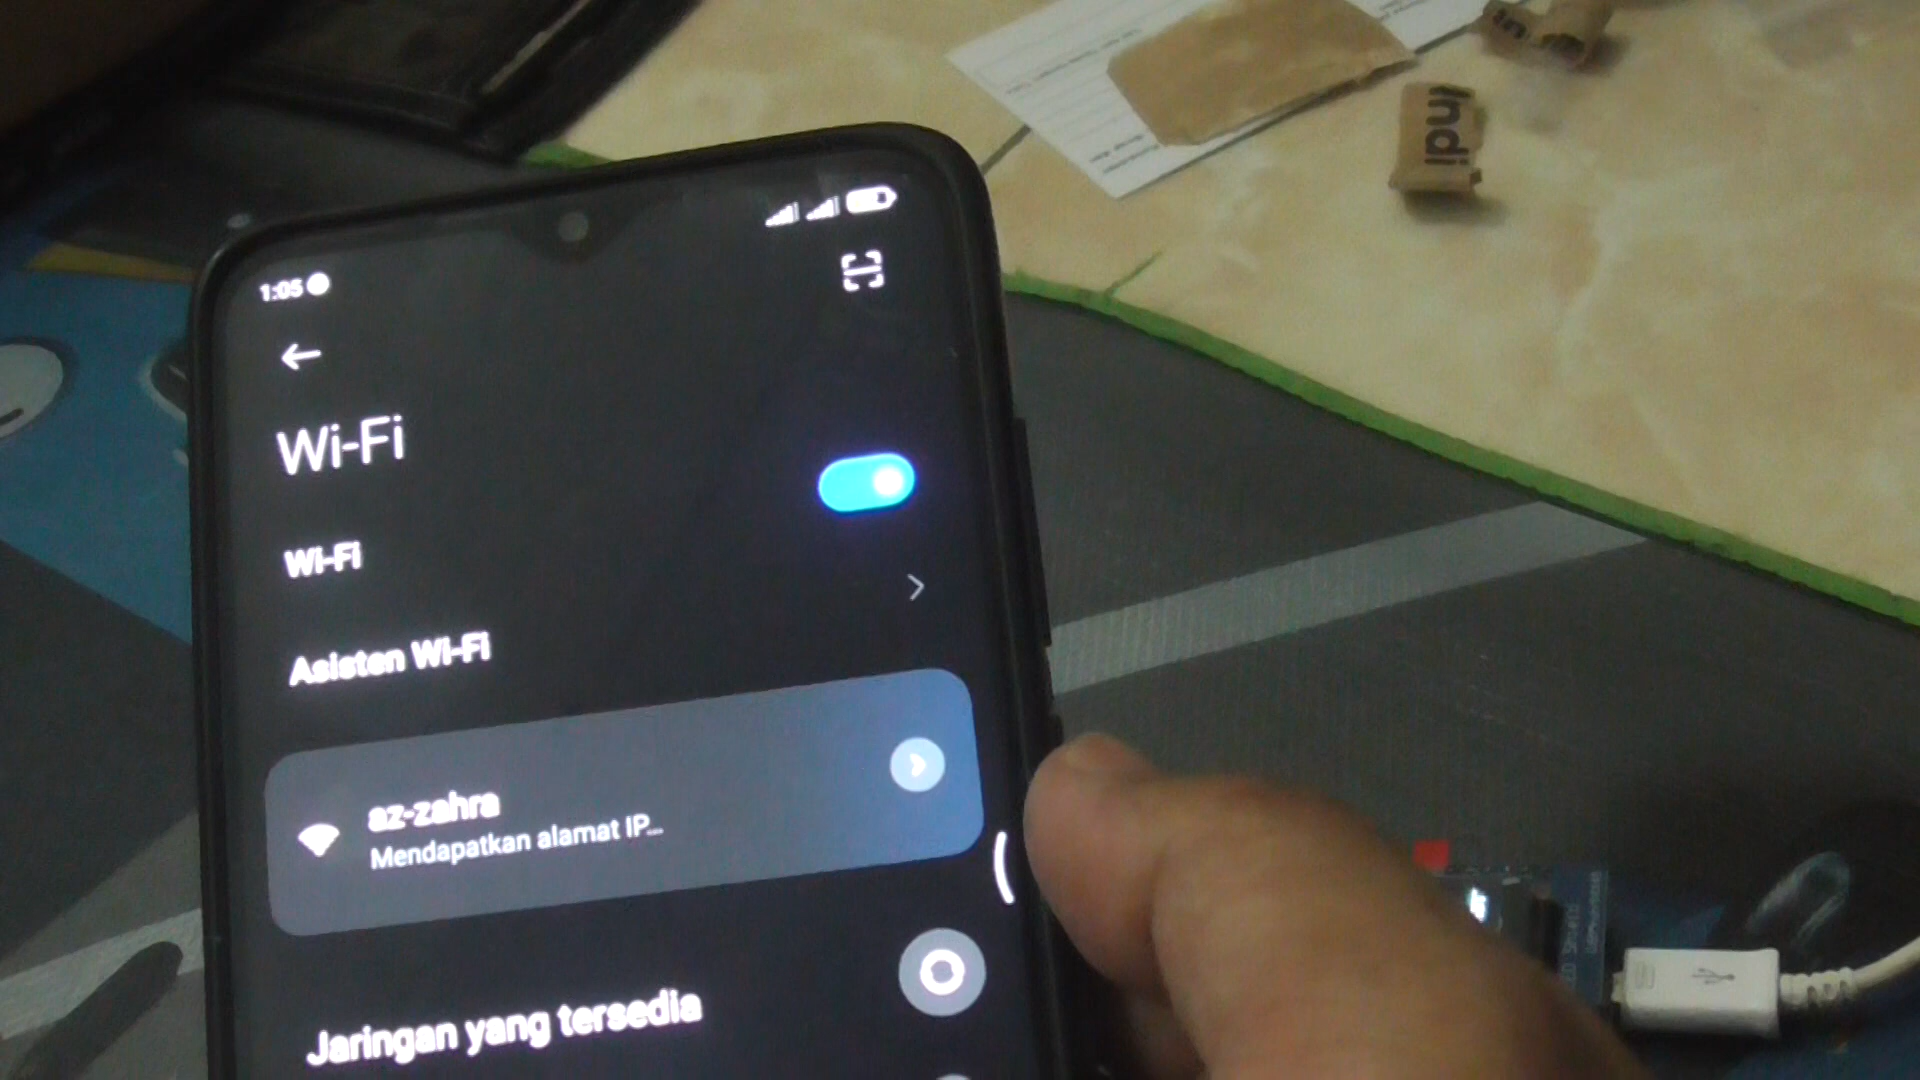 1:05
Wi-Fi
Wi-Fi
Asisten Wi-Fi
az-zahra
Mendapatkan alamat IP...
Jaringan yang tersedia
Indi